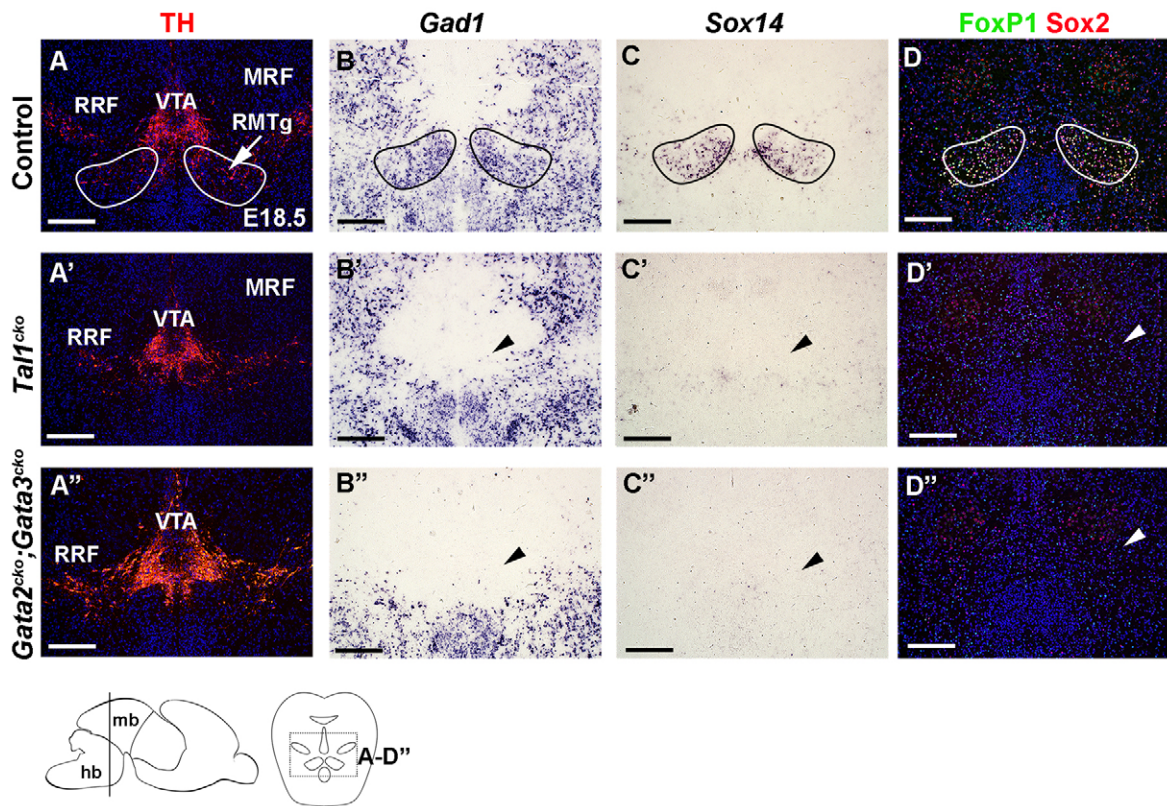 TH Gad1 Sox14 FoxP1 Sox2
Control
A
MRF
RRF
VTA
RMTg
E18.5
B
C
D
Tal1cko
A’
MRF
VTA
RRF
B’
C’
D’
Gata2cko;Gata3cko
A”
VTA
RRF
B”
C”
D”
mb
hb
A-D”